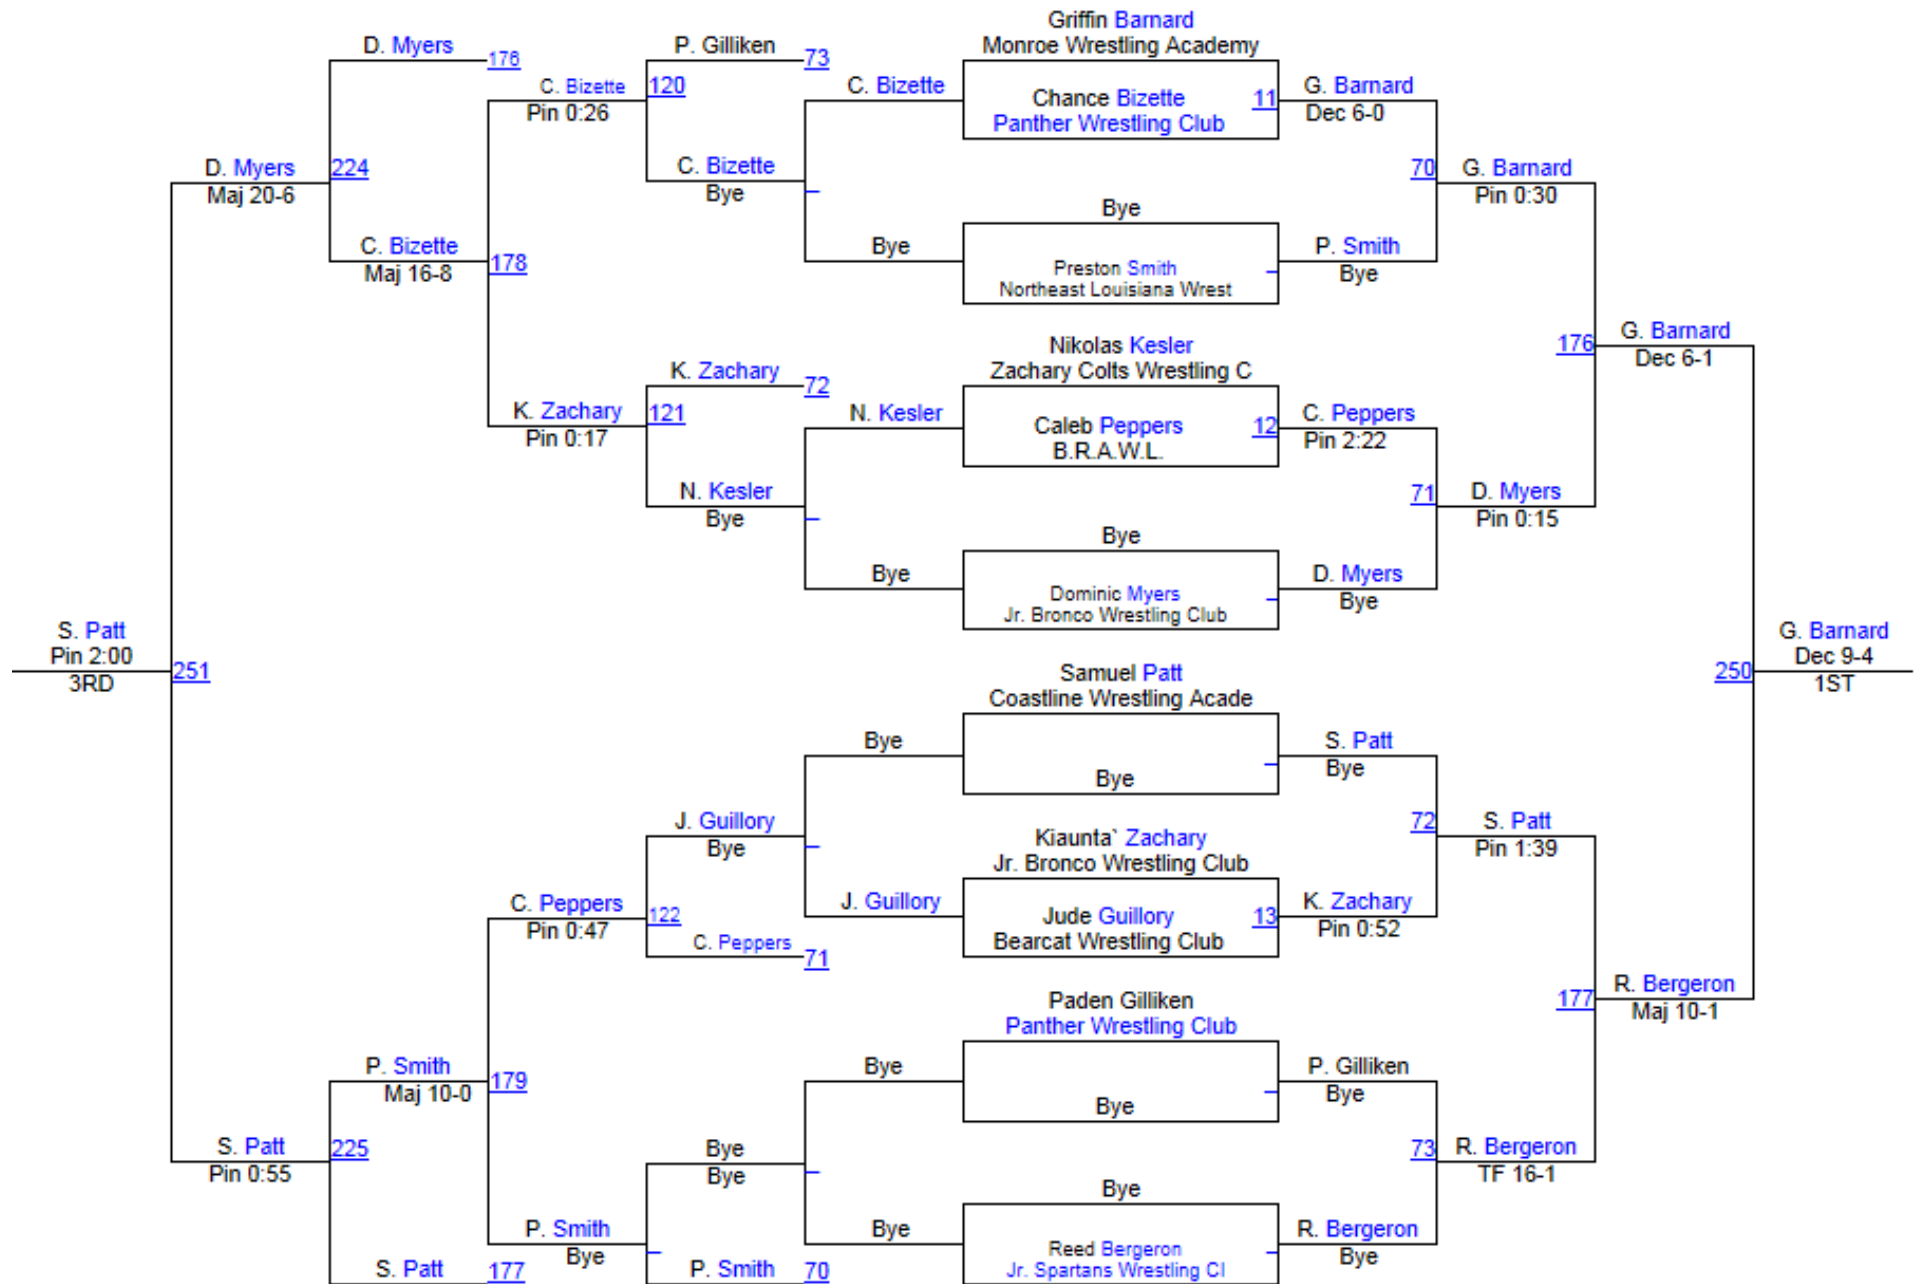 Griffin Barnard
D. Myers
176
P. Gilliken
73
Monroe Wrestling Academy
C. Bizette
120
C. Bizette
Chance Bizette
11
G. Barnard
Pin 0:26
Panther Wrestling Club
Dec 6-0
D. Myers
224
C. Bizette
70
G. Barnard
Maj 20-6
Bye
Pin 0:30
Bye
C. Bizette
178
Bye
P. Smith
Maj 16-8
Preston Smith
Bye
Northeast Louisiana Wrest
G. Barnard
176
Dec 6-1
Nikolas Kesler
K. Zachary
72
Zachary Colts Wrestling C
K. Zachary
121
N. Kesler
Caleb Peppers
12
C. Peppers
Pin 0:17
B.R.A.W.L.
Pin 2:22
N. Kesler
71
D. Myers
Bye
Pin 0:15
Bye
Bye
D. Myers
Dominic Myers
Bye
Jr. Bronco Wrestling Club
S. Patt
G. Barnard
Pin 2:00
Dec 9-4
3RD
251
250
1ST
Samuel Patt
Coastline Wrestling Acade
Bye
S. Patt
Bye
Bye
J. Guillory
72
S. Patt
Bye
Kiaunta` Zachary
Pin 1:39
Jr. Bronco Wrestling Club
C. Peppers
122
J. Guillory
Jude Guillory
13
K. Zachary
Pin 0:47
C. Peppers
71
Bearcat Wrestling Club
Pin 0:52
177
R. Bergeron
Maj 10-1
Paden Gilliken
Panther Wrestling Club
P. Smith
179
Bye
P. Gilliken
Maj 10-0
Bye
Bye
S. Patt
225
Bye
73
R. Bergeron
Pin 0:55
Bye
TF 16-1
Bye
P. Smith
Bye
R. Bergeron
Bye
Reed Bergeron
Bye
S. Patt
177
P. Smith
70
Jr. Spartans Wrestling Cl